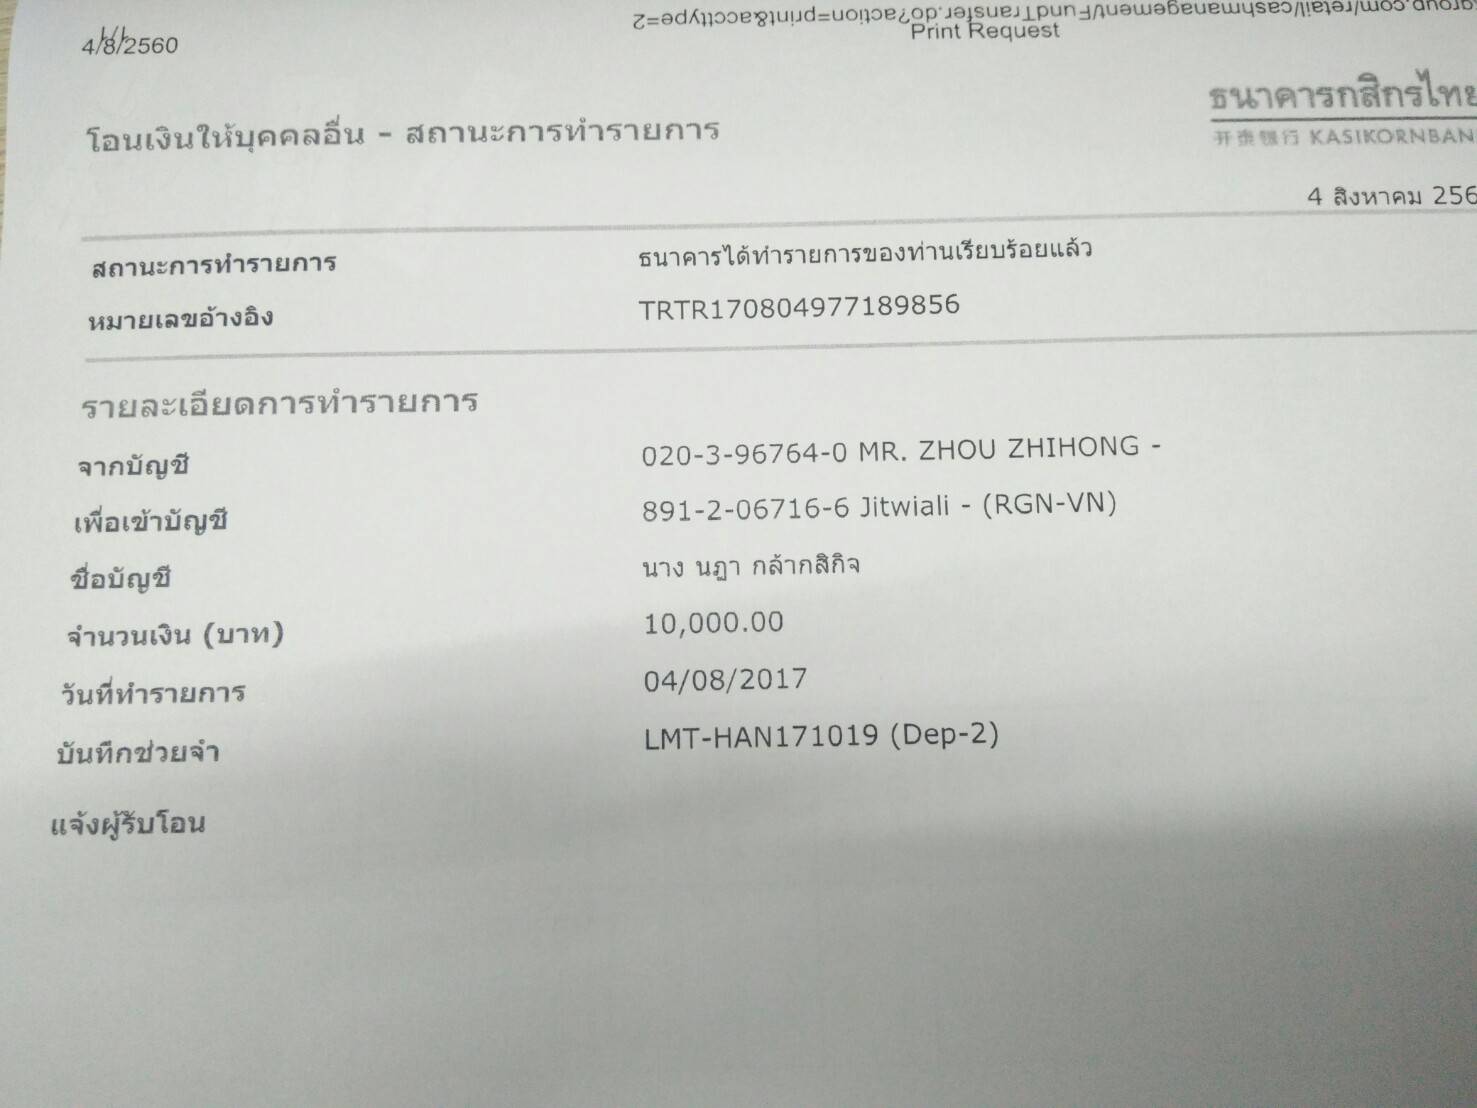 group.com/retail/cashmanagement/FundTransfer.do?action=print&acccttype=2
4/8/2560
Print Request
ธนาคารกสิกรไทย
开泰银行 KASIKORNBAN
โอนเงินให้บุคคลอื่น - สถานะการทำรายการ
4 สิงหาคม 256
สถานะการทำรายการ ธนาคารได้ทำรายการของท่านเรียบร้อยแล้ว
หมายเลขอ้างอิง TRTR170804977189856
รายละเอียดการทำรายการ
จากบัญชี 020-3-96764-0 MR. ZHOU ZHIHONG -
เพื่อเข้าบัญชี 891-2-06716-6 Jitwiali - (RGN-VN)
ชื่อบัญชี นาง นฏา กล้ากสิกิจ
จำนวนเงิน (บาท) 10,000.00
วันที่ทำรายการ 04/08/2017
บันทึกช่วยจำ LMT-HAN171019 (Dep-2)
แจ้งผู้รับโอน